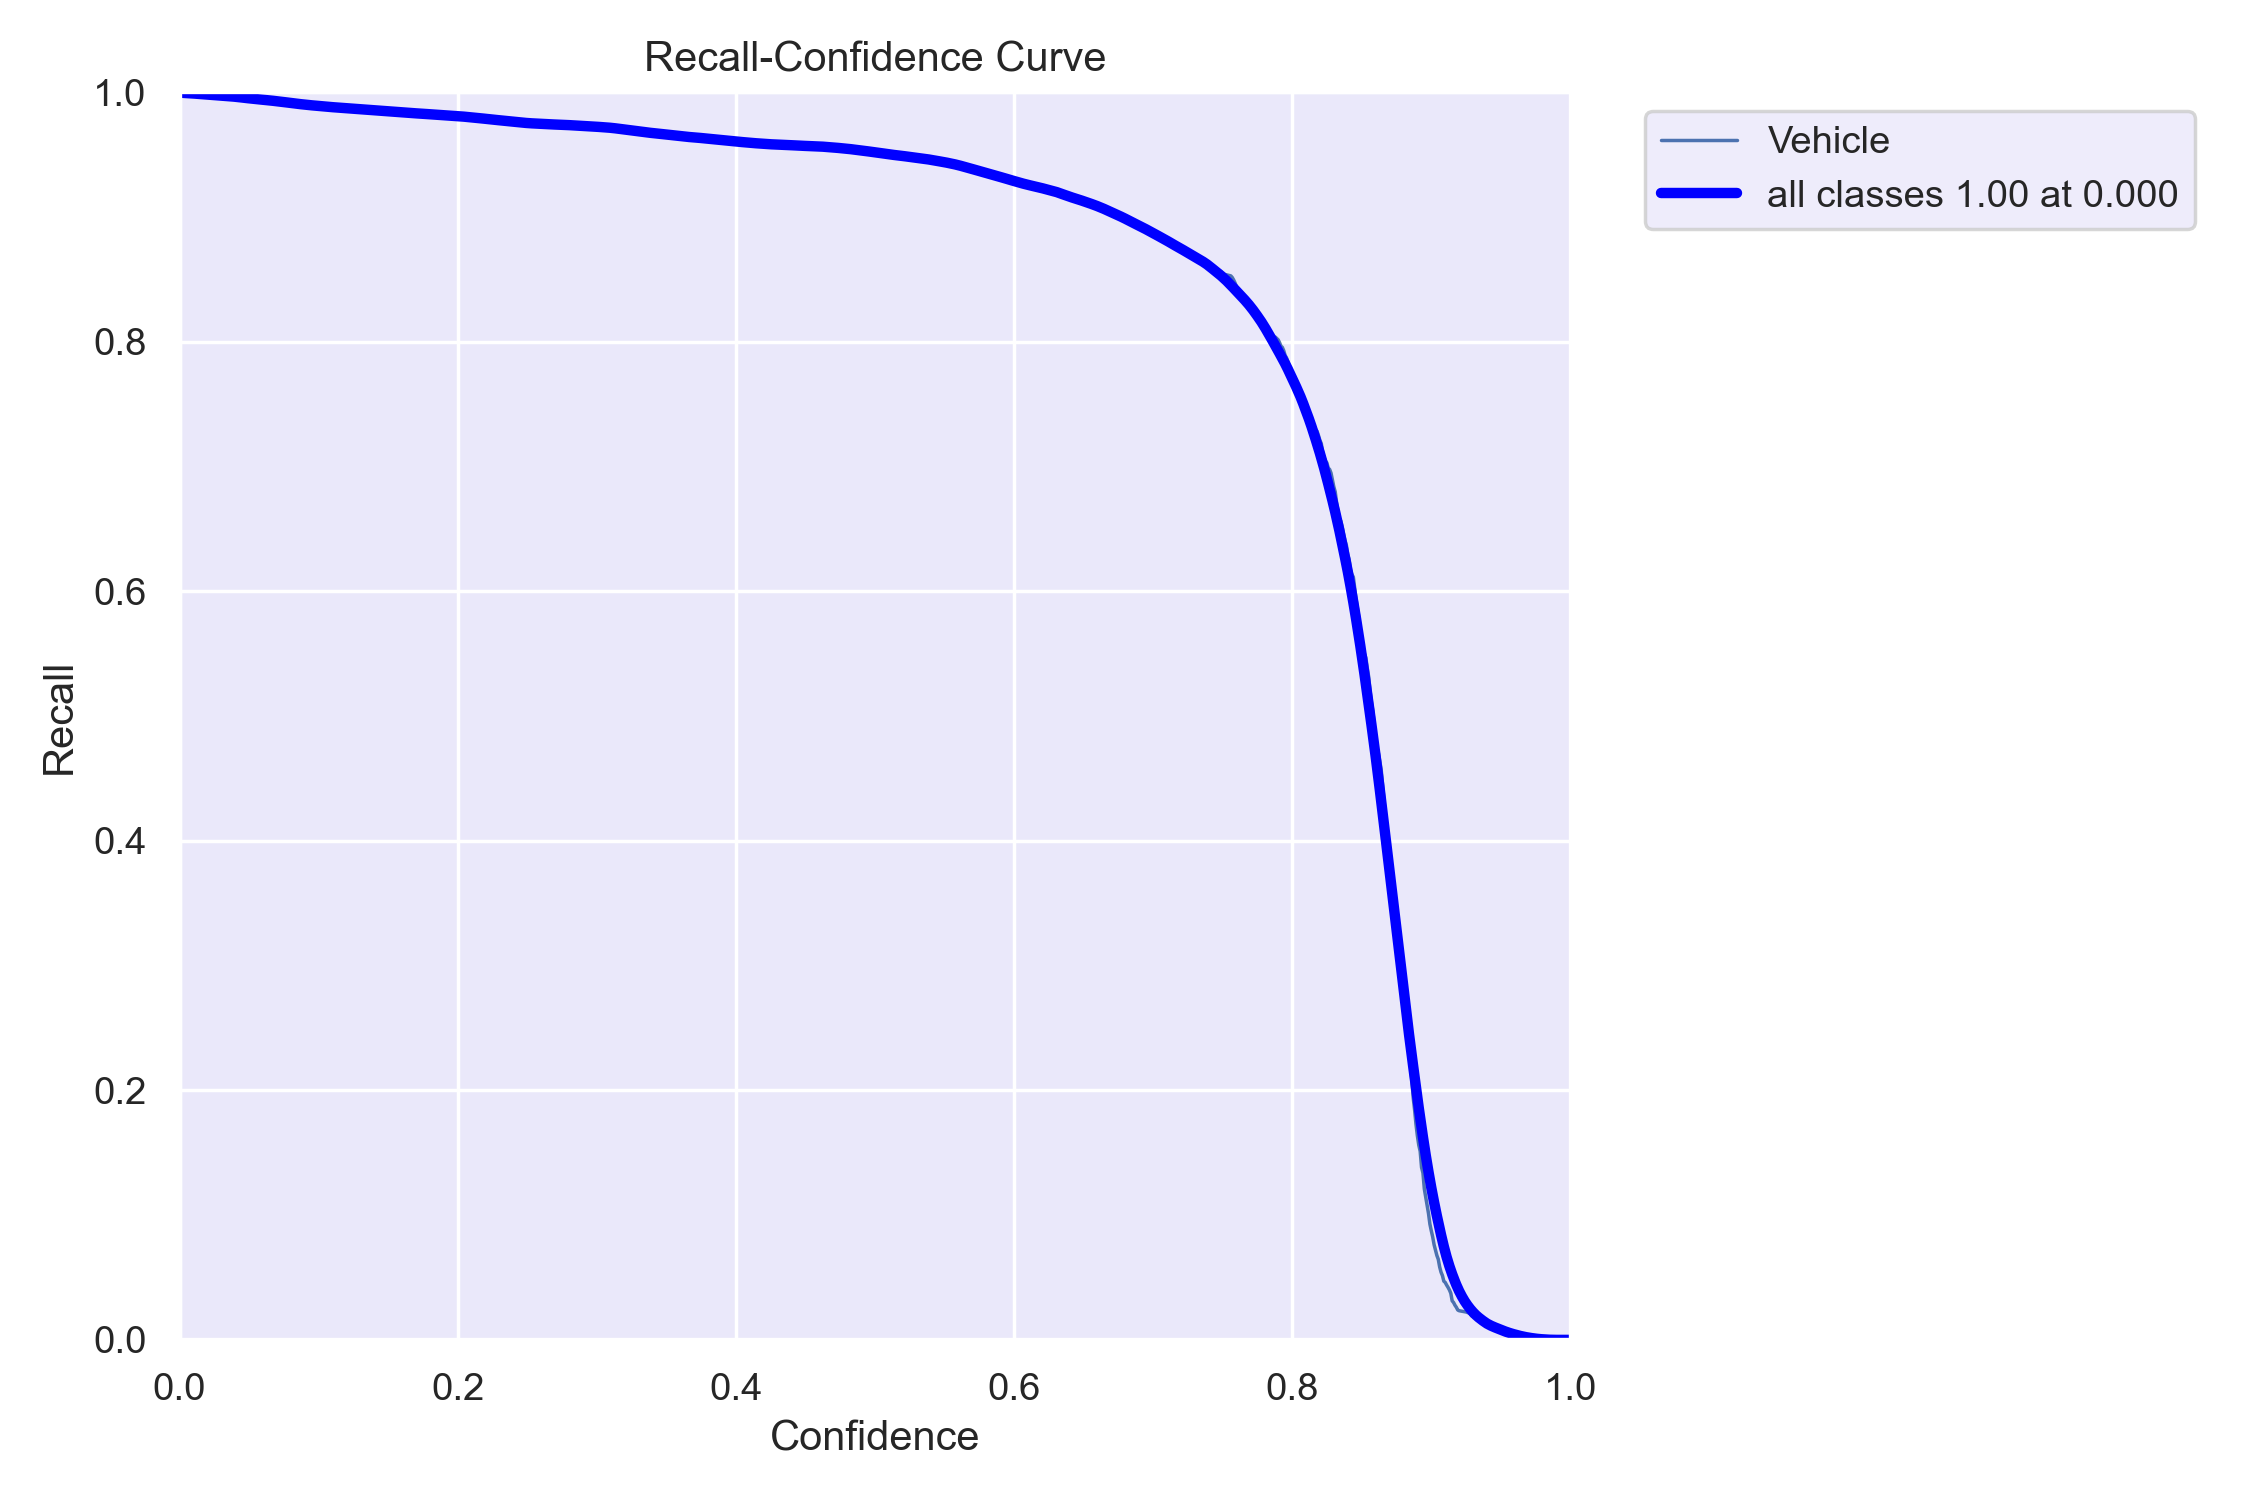 Recall-Confidence Curve
Vehicle
all classes 1.00 at 0.000
1.0
0.8
0.6
0.4
0.2
0.0
Recall
0.0 0.2 0.4 0.6 0.8 1.0
Confidence